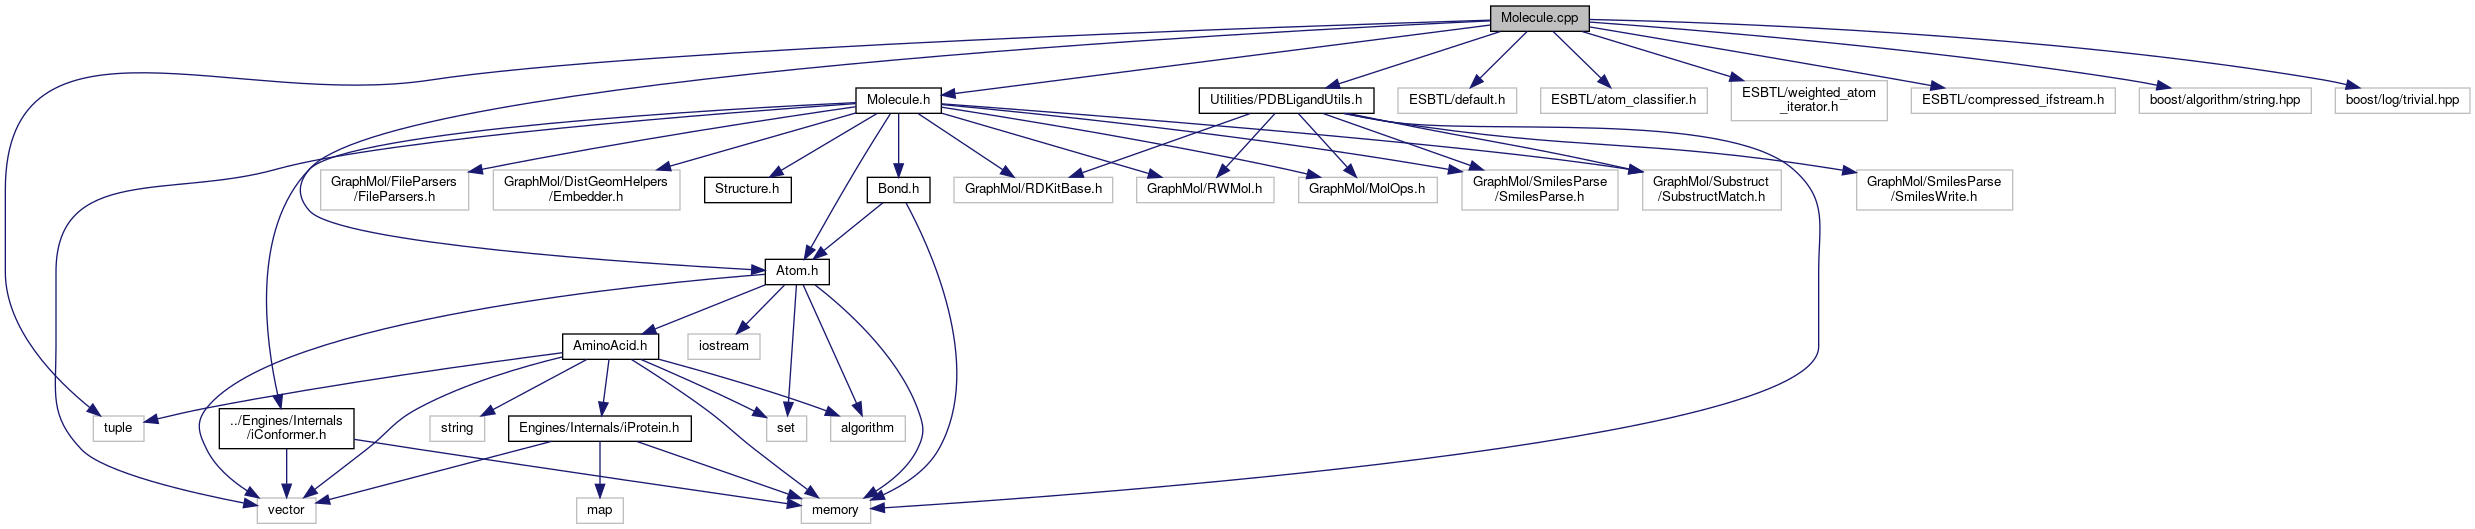 Molecule.cpp
Molecule.h
Utilities/PDBLigandUtils.h
ESBTL/default.h
ESBTL/atom_classifier.h
ESBTL/weighted_atom
_iterator.h
ESBTL/compressed_ifstream.h
boost/algorithm/string.hpp
boost/log/trivial.hpp
GraphMol/FileParsers
/FileParsers.h
GraphMol/DistGeomHelpers
/Embedder.h
Structure.h
Bond.h
GraphMol/RDKitBase.h
GraphMol/RWMol.h
GraphMol/MolOps.h
GraphMol/SmilesParse
/SmilesParse.h
GraphMol/Substruct
/SubstructMatch.h
GraphMol/SmilesParse
/SmilesWrite.h
Atom.h
AminoAcid.h
iostream
tuple
../Engines/Internals
/iConformer.h
string
Engines/Internals/iProtein.h
set
algorithm
vector
map
memory